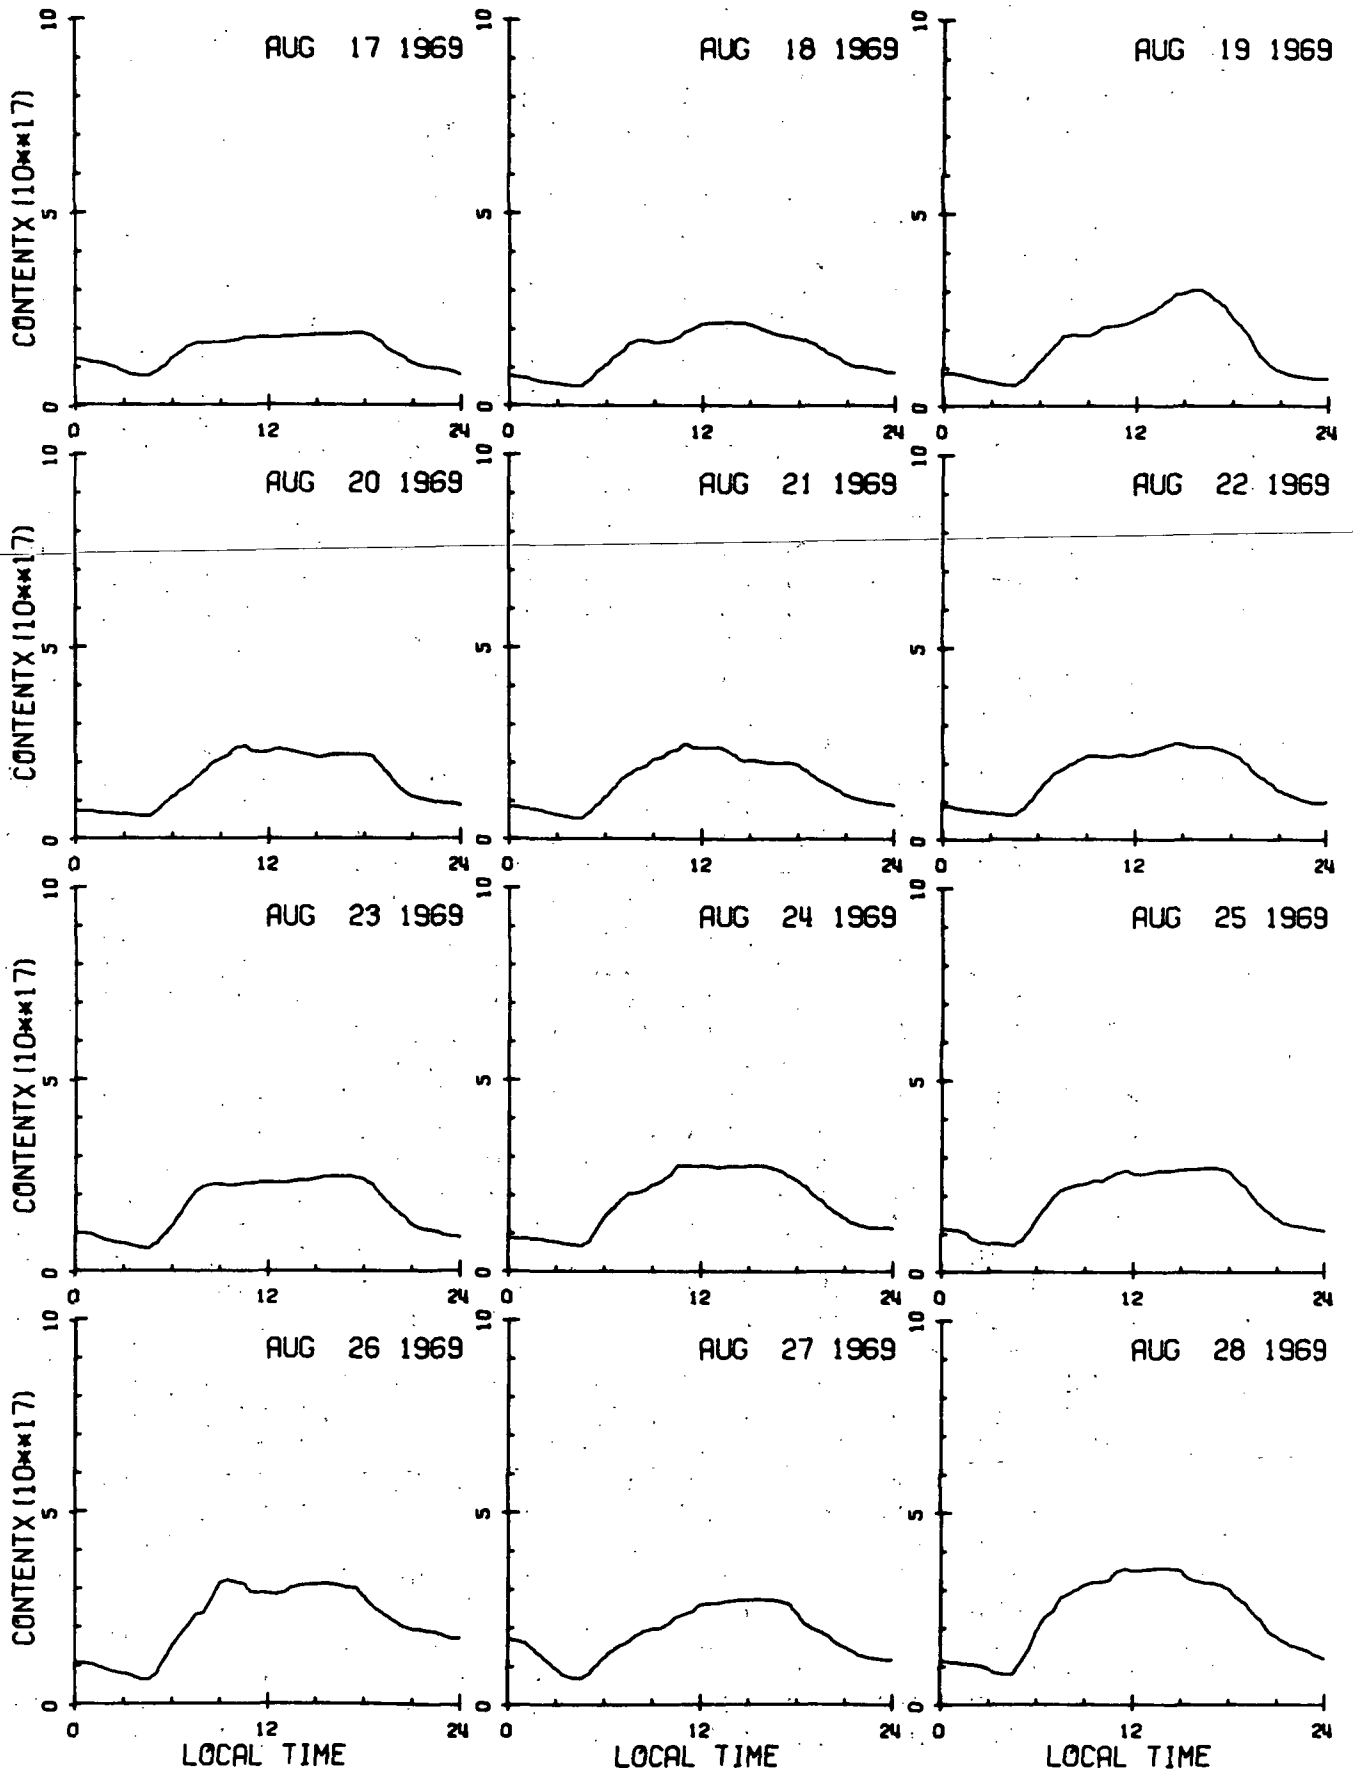 10 AUG 17 1969 10 AUG 18 1969 10 AUG 19 1969
CONTENTX (10**17)
5 5 5
0 0 0
0 12 24 0 12 24 0 12 24
10 AUG 20 1969 10 AUG 21 1969 10 AUG 22 1969
CONTENTX (10**17)
5 5 5
0 0 0
0 12 24 0 12 24 0 12 24
10 AUG 23 1969 10 AUG 24 1969 10 AUG 25 1969
CONTENTX (10**17)
5 5 5
0 0 0
0 12 24 0 12 24 0 12 24
10 AUG 26 1969 10 AUG 27 1969 10 AUG 28 1969
CONTENTX (10**17)
5 5 5
0 0 0
0 12 24 0 12 24 0 12 24
LOCAL TIME LOCAL TIME LOCAL TIME